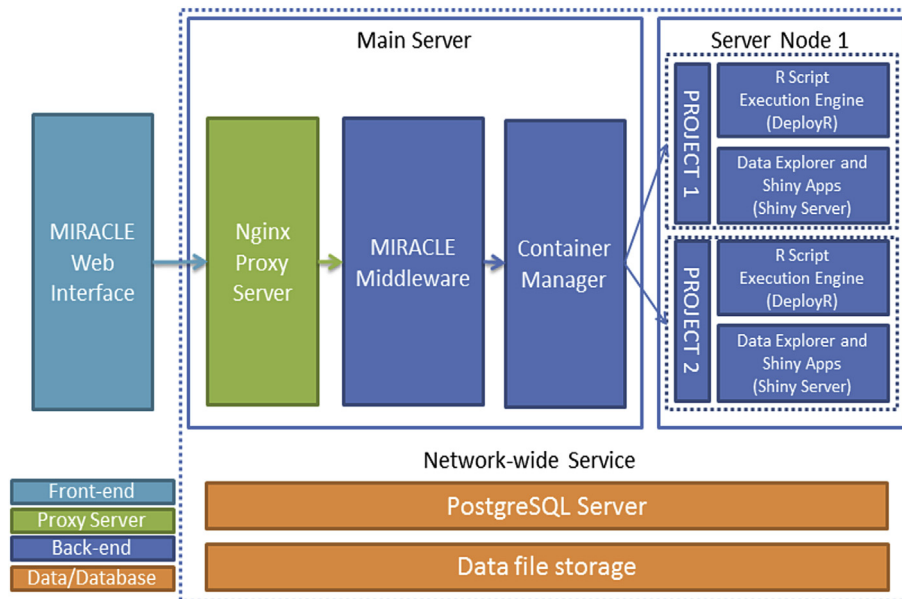 Main Server
Server Node 1
MIRACLE
Web
Interface
Nginx
Proxy
Server
MIRACLE
Middleware
Container
Manager
PROJECT 1
R Script
Execution Engine
(DeployR)
Data Explorer and
Shiny Apps
(Shiny Server)
PROJECT 2
R Script
Execution Engine
(DeployR)
Data Explorer and
Shiny Apps
(Shiny Server)
Network-wide Service
PostgreSQL Server
Data file storage
Front-end
Proxy Server
Back-end
Data/Database